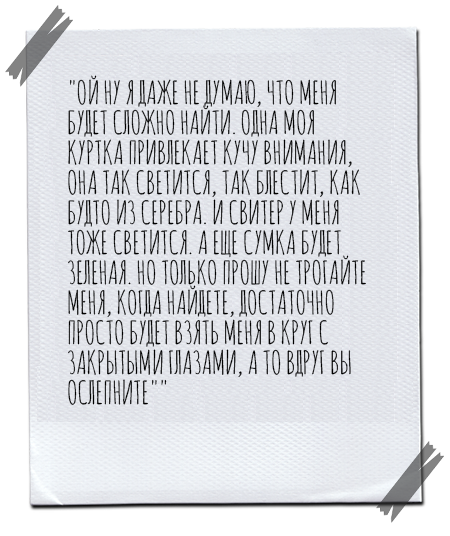 "ОЙ НУ Я ДАЖЕ НЕ ДУМАЮ, ЧТО МЕНЯ
БУДЕТ СЛОЖНО НАЙТИ. ОДНА МОЯ
КУРТКА ПРИВЛЕКАЕТ КУЧУ ВНИМАНИЯ,
ОНА ТАК СВЕТИТСЯ, ТАК БЛЕСТИТ, КАК
БУДТО ИЗ СЕРЕБРА. И СВИТЕР У МЕНЯ
ТОЖЕ СВЕТИТСЯ. А ЕЩЕ СУМКА БУДЕТ
ЗЕЛЕНАЯ. НО ТОЛЬКО ПРОШУ НЕ ТРОГАЙТЕ
МЕНЯ, КОГДА НАЙДЕТЕ, ДОСТАТОЧНО
ПРОСТО БУДЕТ ВЗЯТЬ МЕНЯ В КРУГ С
ЗАКРЫТЫМИ ГЛАЗАМИ, А ТО ВДРУГ ВЫ
ОСЛЕПНИТЕ""